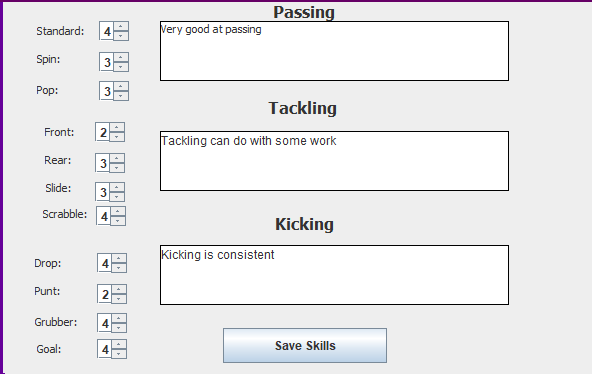 Passing
Standard: 4
Very good at passing
Spin: 3
Pop: 3
Tackling
Front: 2
Tackling can do with some work
Rear: 3
Slide: 3
Scrabble: 4
Kicking
Drop: 4
Kicking is consistent
Punt: 2
Grubber: 4
Goal: 4
Save Skills